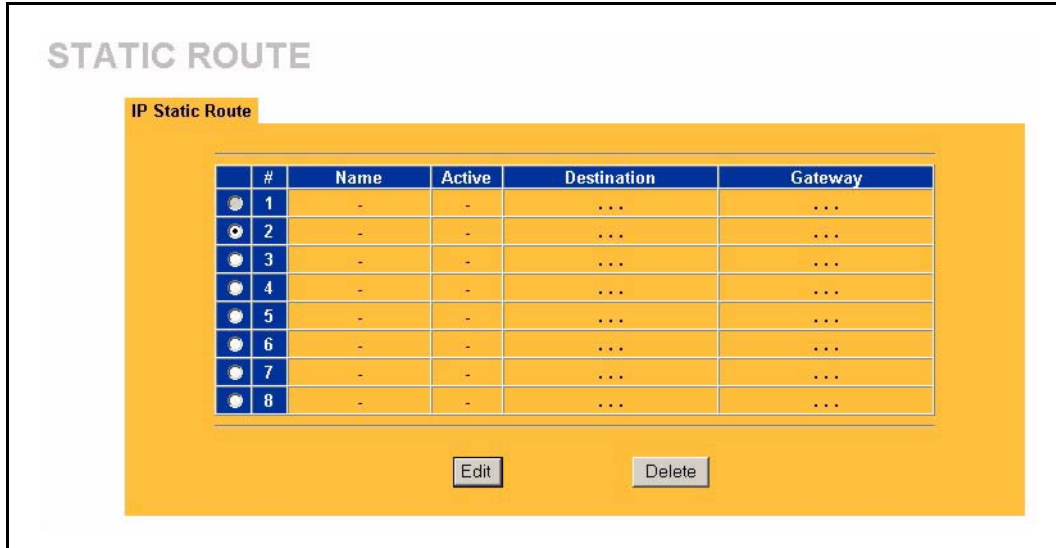 STATIC ROUTE
IP Static Route
# Name Active Destination Gateway
1 - - . . . . . .
2 - - . . . . . .
3 - - . . . . . .
4 - - . . . . . .
5 - - . . . . . .
6 - - . . . . . .
7 - - . . . . . .
8 - - . . . . . .
Edit Delete